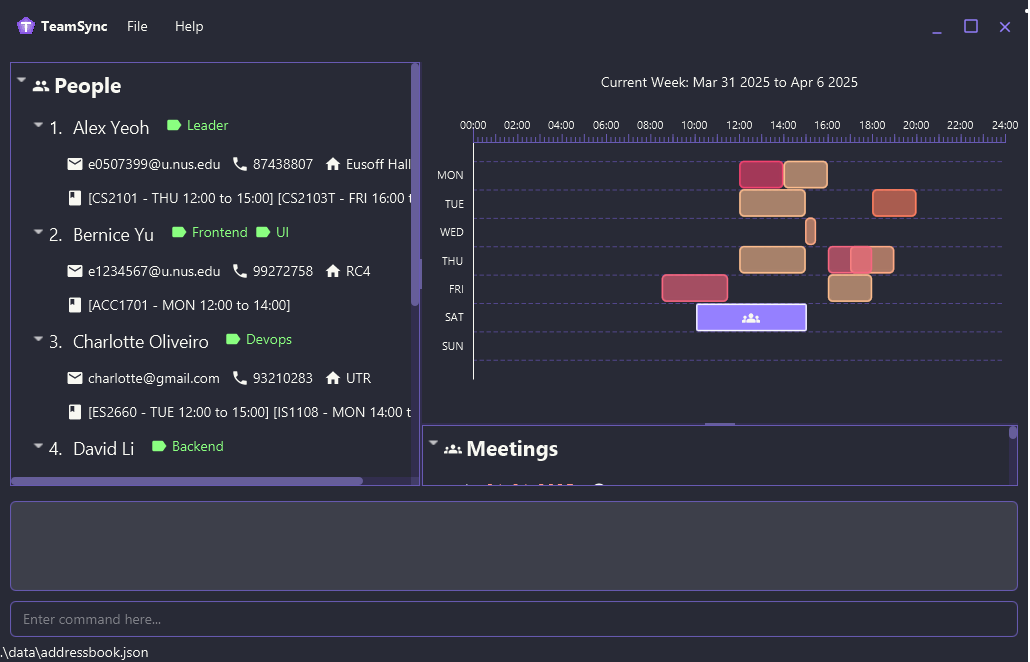 TeamSync File Help
People
1. Alex Yeoh Leader
e0507399@u.nus.edu 87438807 Eusoff Hall
[CS2101 - THU 12:00 to 15:00] [CS2103T - FRI 16:00
2. Bernice Yu Frontend UI
e1234567@u.nus.edu 99272758 RC4
[ACC1701 - MON 12:00 to 14:00]
3. Charlotte Oliveiro Devops
charlotte@gmail.com 93210283 UTR
[ES2660 - TUE 12:00 to 15:00] [IS1108 - MON 14:00 t
4. David Li Backend
Current Week: Mar 31 2025 to Apr 6 2025
00:00 02:00 04:00 06:00 08:00 10:00 12:00 14:00 16:00 18:00 20:00 22:00 24:00
MON
TUE
WED
THU
FRI
SAT
SUN
Meetings
Enter command here...
.\data\addressbook.json